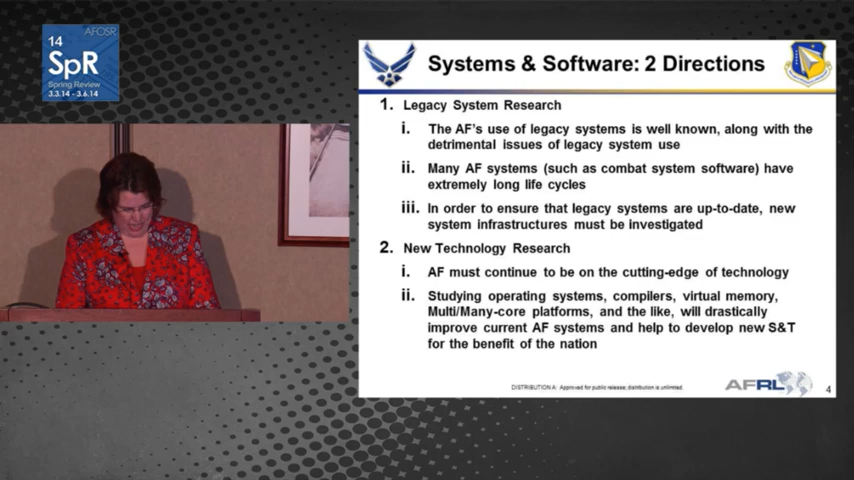 AFOSR
14
SpR
Spring Review
3.3.14 - 3.6.14
Systems & Software: 2 Directions
1. Legacy System Research
i. The AF's use of legacy systems is well known, along with the
detrimental issues of legacy system use
ii. Many AF systems (such as combat system software) have
extremely long life cycles
iii. In order to ensure that legacy systems are up-to-date, new
system infrastructures must be investigated
2. New Technology Research
i. AF must continue to be on the cutting-edge of technology
ii. Studying operating systems, compilers, virtual memory,
Multi/Many-core platforms, and the like, will drastically
improve current AF systems and help to develop new S&T
for the benefit of the nation
DISTRIBUTION A: Approved for public release; distribution is unlimited.
AFRL
4